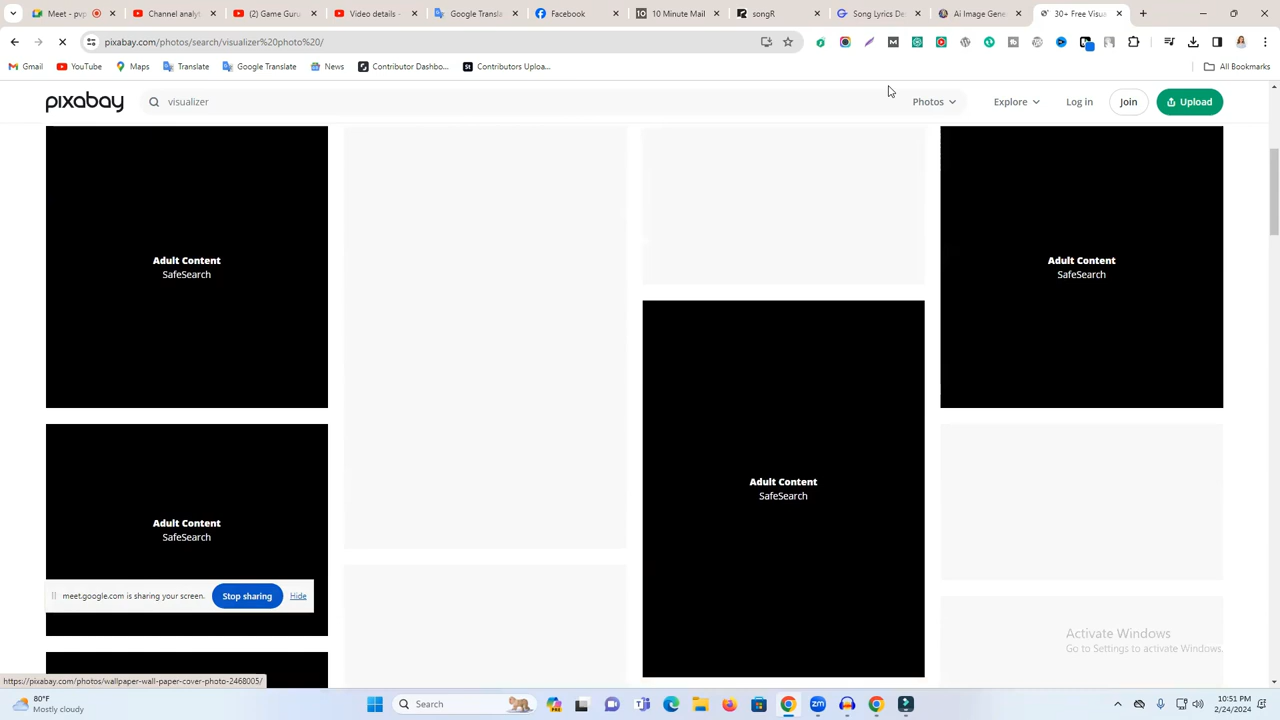 Meet - pvp
Channel analyt
(2) Game Guru
Video details
Google Transla
Facebook
10 Minute Mail
songR
Song Lyrics De
Ai Image Gene
30+ Free Visua
pixabay.com/photos/search/visualizer%20photo%20/
Gmail
YouTube
Maps
Translate
Google Translate
News
Contributor Dashbo...
Contributors Uploa...
All Bookmarks
pixabay
visualizer
Photos
Explore
Log in
Join
Upload
Adult Content
SafeSearch
Adult Content
SafeSearch
Adult Content
SafeSearch
Adult Content
SafeSearch
meet.google.com is sharing your screen.
Stop sharing
Hide
Activate Windows
Go to Settings to activate Windows.
https://pixabay.com/photos/wallpaper-wall-paper-cover-photo-2468005/
80°F
Mostly cloudy
Search
10:51 PM
2/24/2024